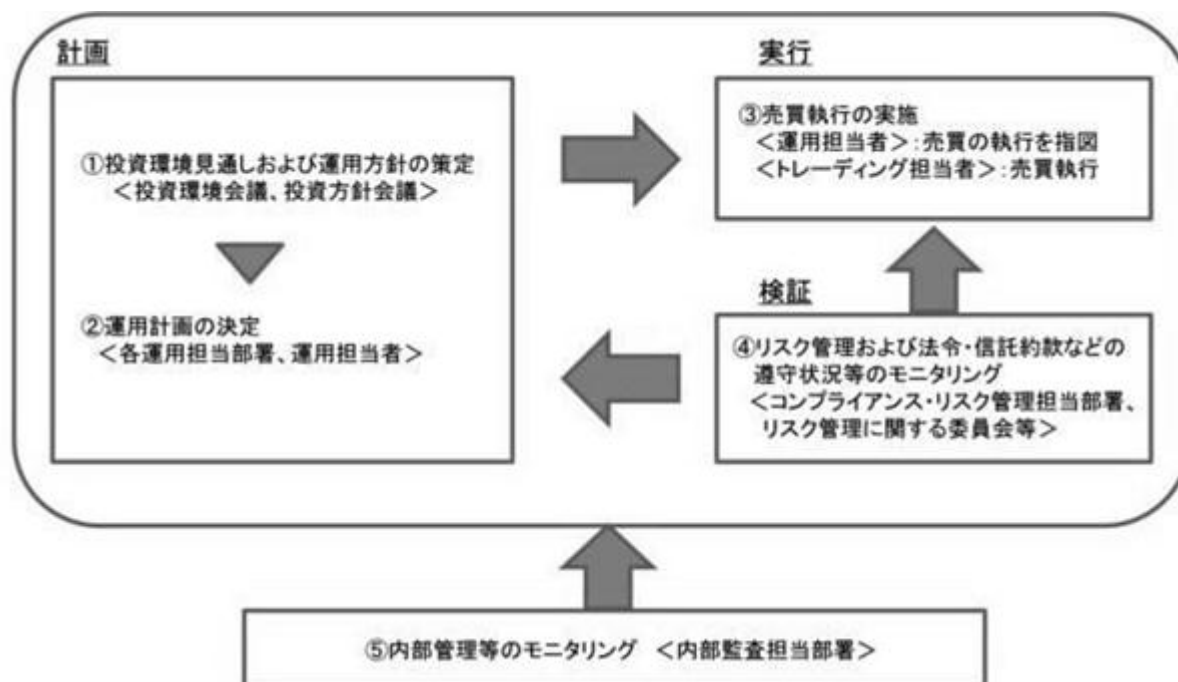 計画
①投資環境見通しおよび運用方針の策定
＜投資環境会議、投資方針会議＞
②運用計画の決定
＜各運用担当部署、運用担当者＞
実行
③売買執行の実施
＜運用担当者＞:売買の執行を指図
＜トレーディング担当者＞:売買執行
検証
④リスク管理および法令・信託約款などの
遵守状況等のモニタリング
＜コンプライアンス・リスク管理担当部署、
リスク管理に関する委員会等＞
⑤内部管理等のモニタリング ＜内部監査担当部署＞